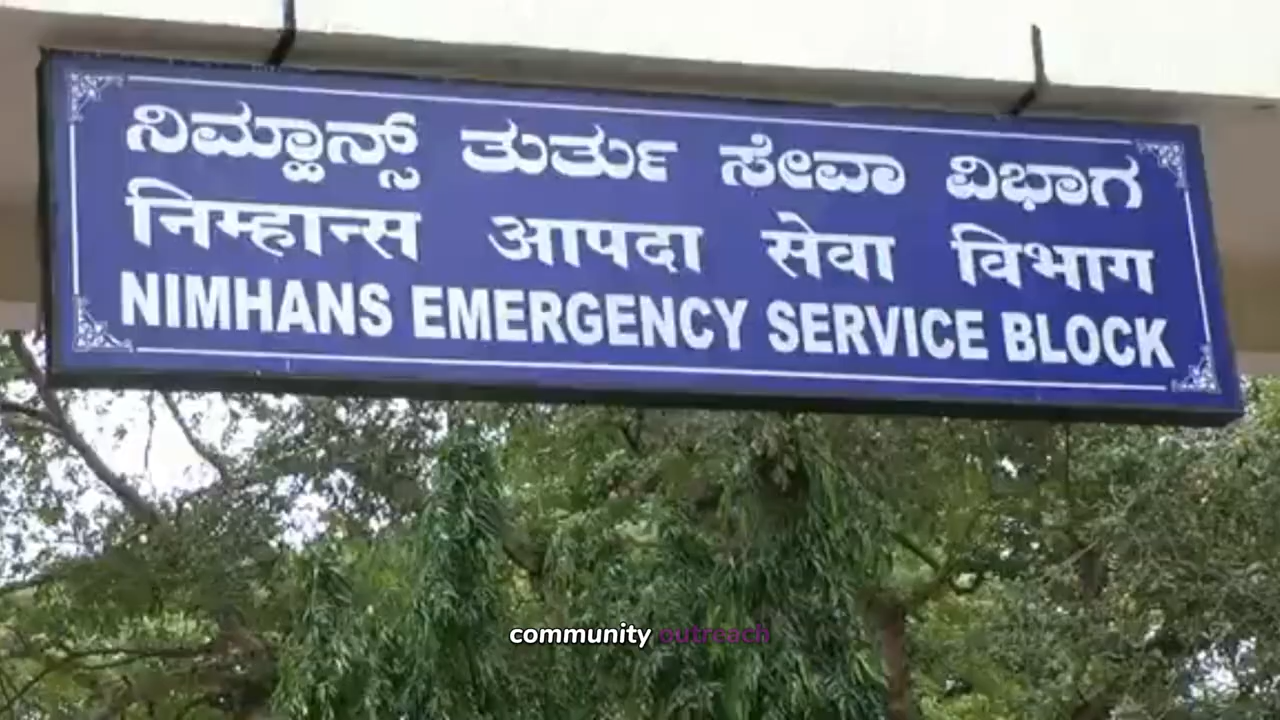 ನಿಮ್ಹಾನ್ಸ್ ತುರ್ತು ಸೇವಾ ವಿಭಾಗ
निम्हान्स आपदा सेवा विभाग
NIMHANS EMERGENCY SERVICE BLOCK
community outreach